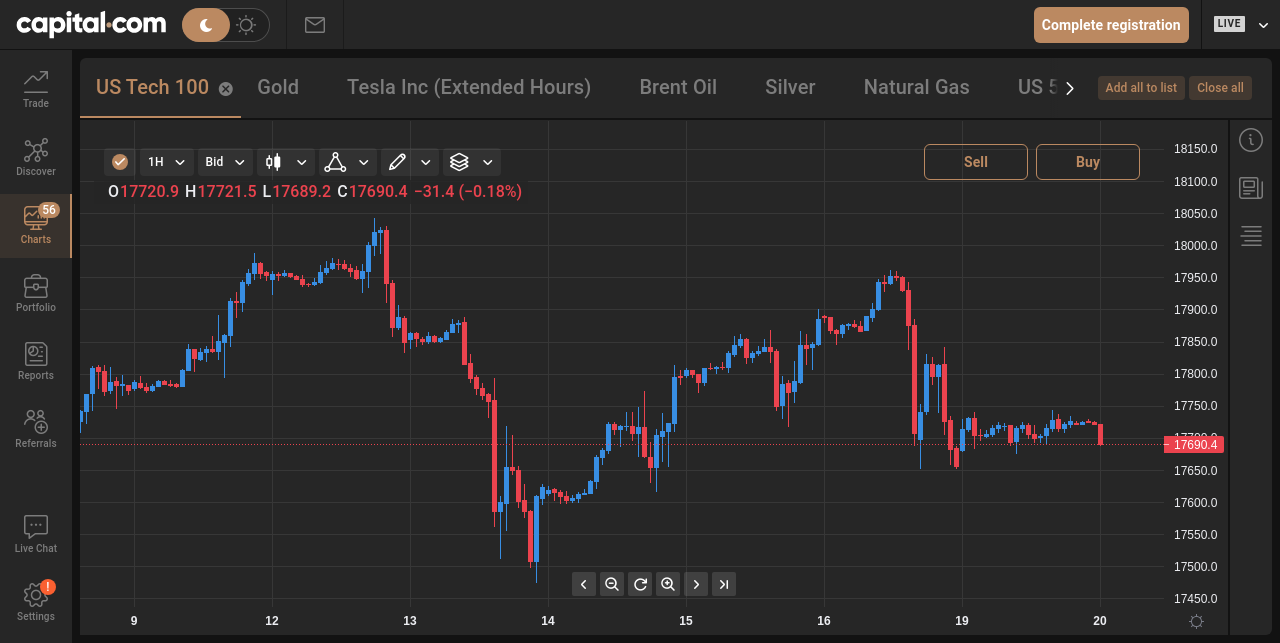 capital.com
Complete registration
LIVE
Trade
Discover
56
Charts
Portfolio
Reports
Referrals
Live Chat
!
Settings
US Tech 100
Gold
Tesla Inc (Extended Hours)
Brent Oil
Silver
Natural Gas
US 5
Add all to list
Close all
1H
Bid
Sell
Buy
O17720.9 H17721.5 L17689.2 C17690.4 −31.4 (−0.18%)
18150.0
18100.0
18050.0
18000.0
17950.0
17900.0
17850.0
17800.0
17750.0
17690.4
17650.0
17600.0
17550.0
17500.0
17450.0
9 12 13 14 15 16 19 20